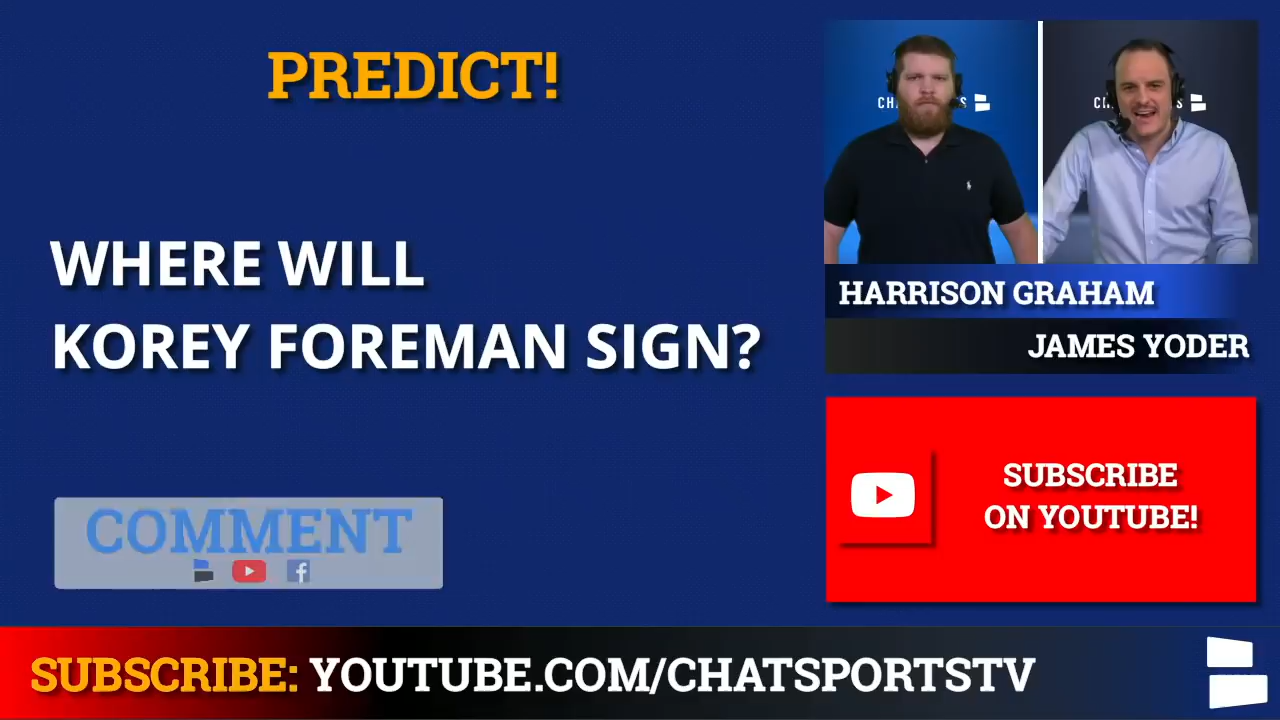 PREDICT!
WHERE WILL
KOREY FOREMAN SIGN?
COMMENT
HARRISON GRAHAM
JAMES YODER
SUBSCRIBE
ON YOUTUBE!
SUBSCRIBE: YOUTUBE.COM/CHATSPORTSTV